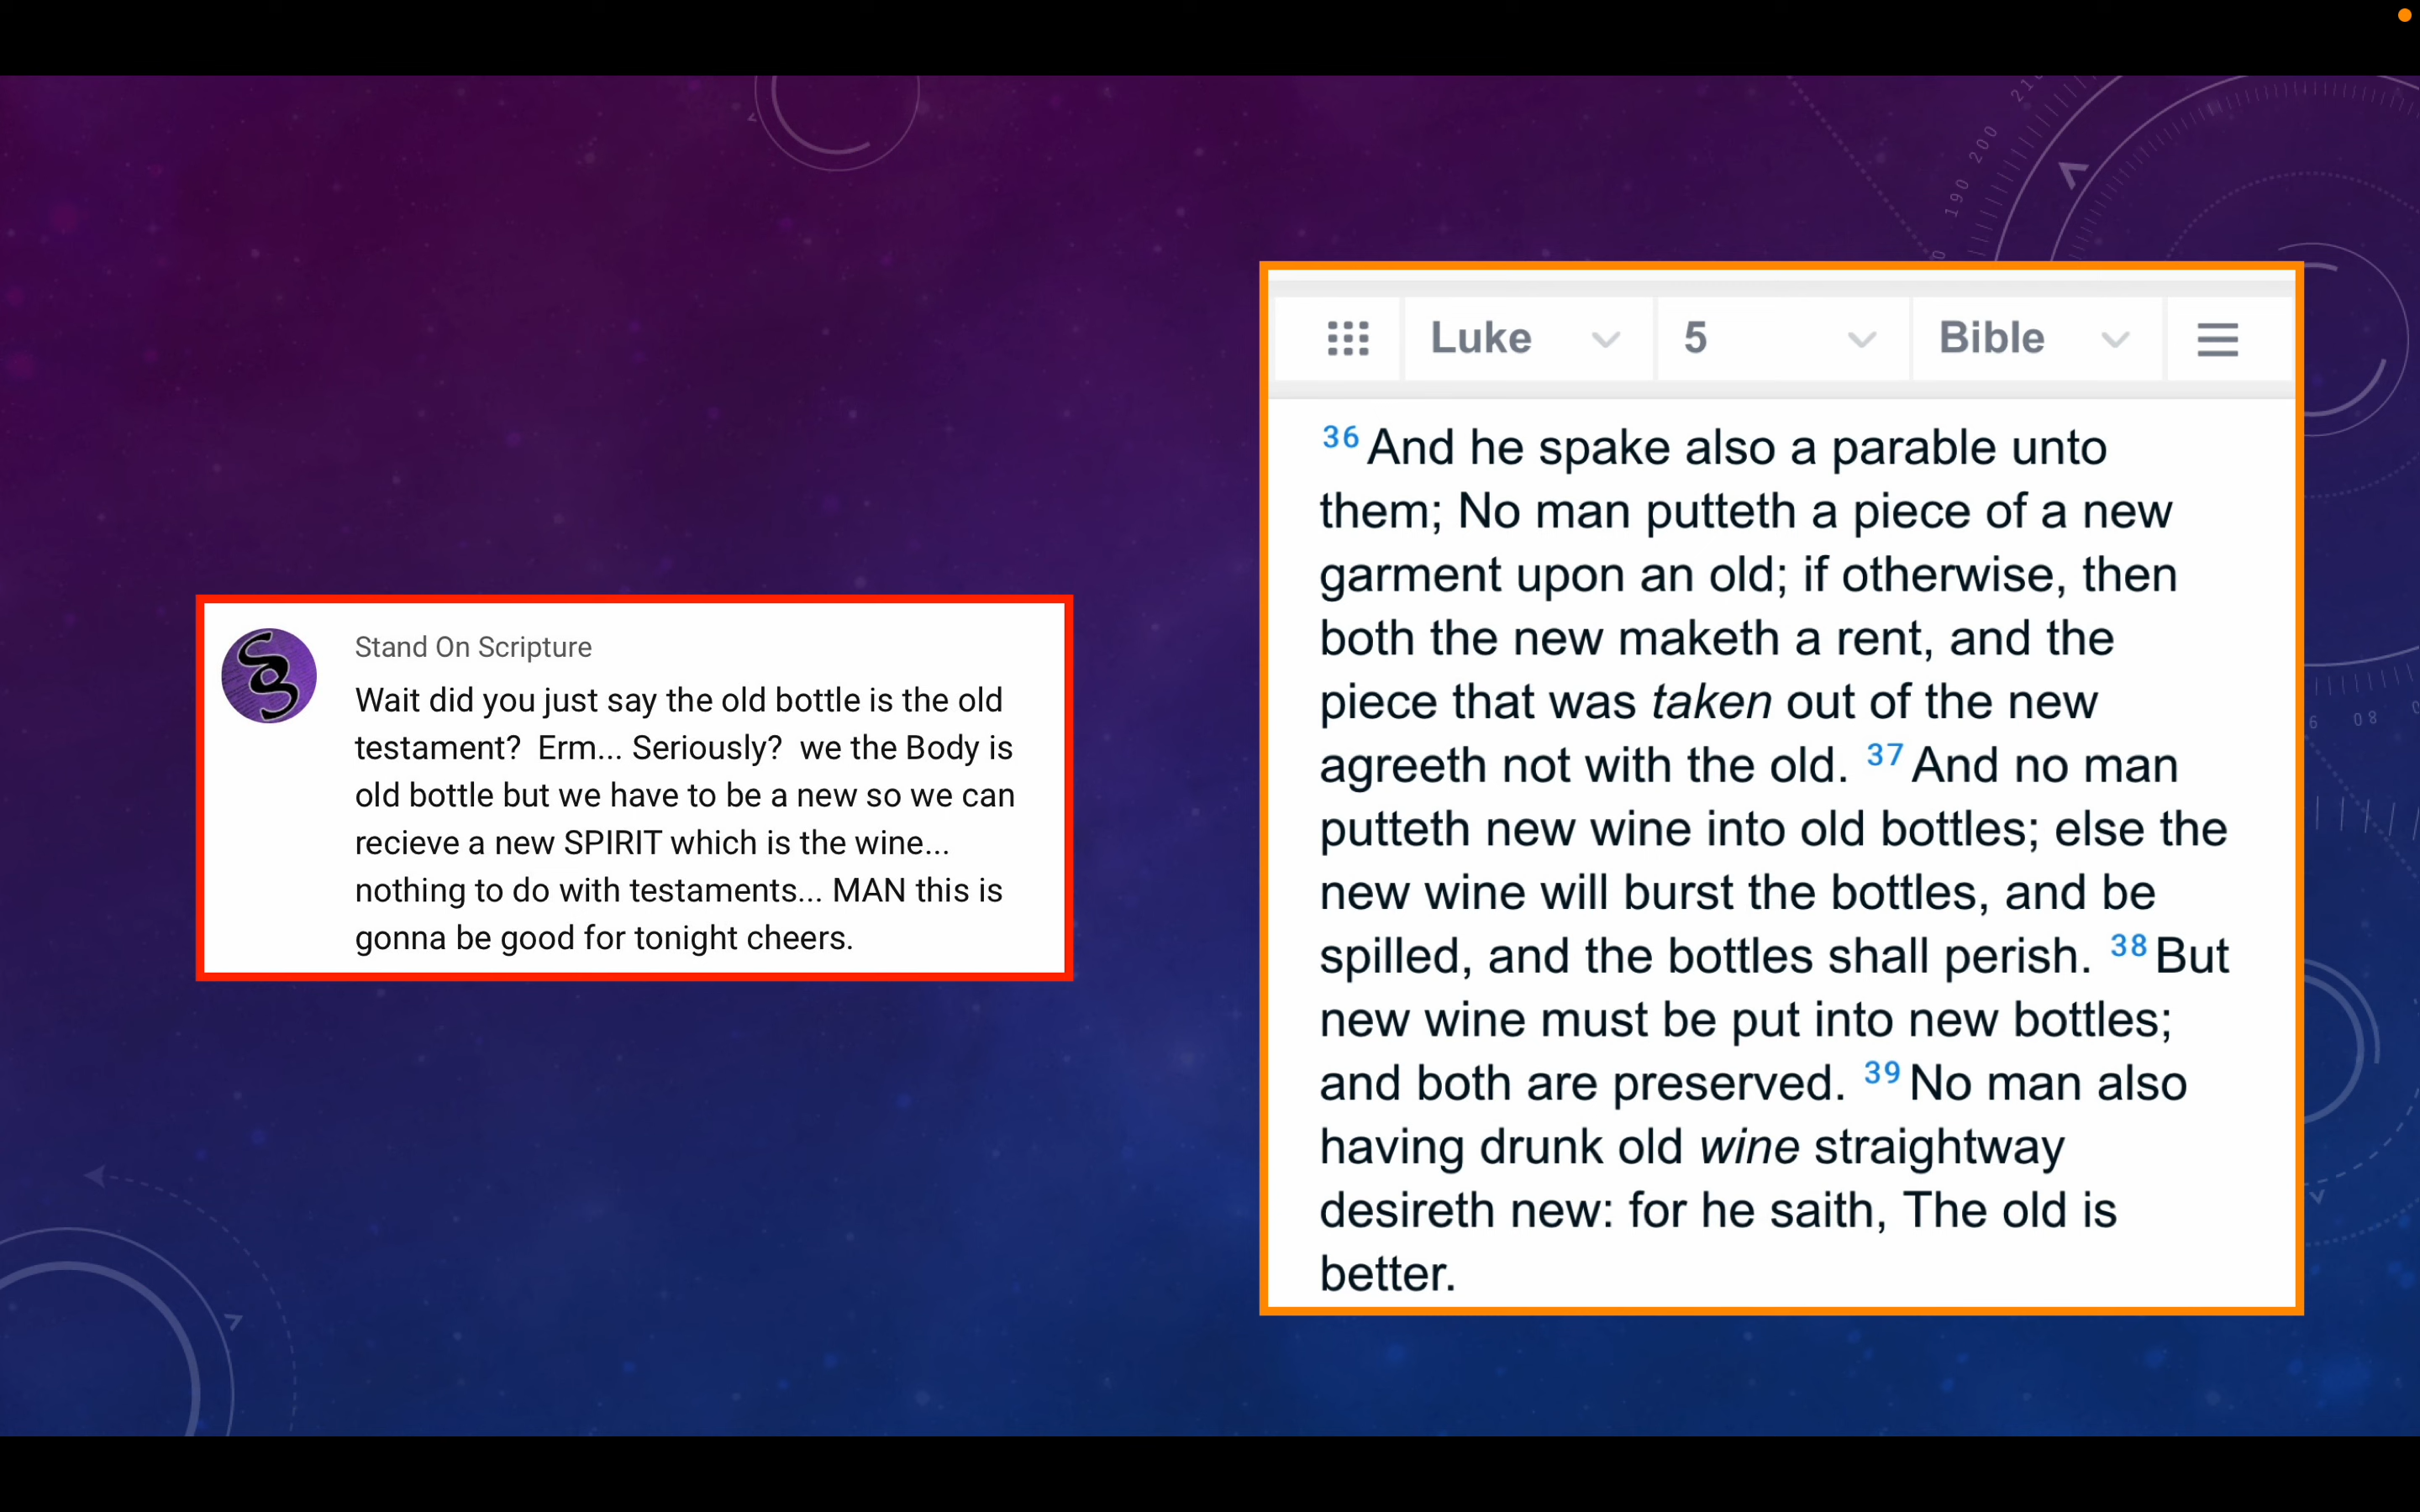 Stand On Scripture
Wait did you just say the old bottle is the old
testament? Erm... Seriously? we the Body is
old bottle but we have to be a new so we can
recieve a new SPIRIT which is the wine...
nothing to do with testaments... MAN this is
gonna be good for tonight cheers.
Luke 5 Bible
36 And he spake also a parable unto
them; No man putteth a piece of a new
garment upon an old; if otherwise, then
both the new maketh a rent, and the
piece that was taken out of the new
agreeth not with the old. 37 And no man
putteth new wine into old bottles; else the
new wine will burst the bottles, and be
spilled, and the bottles shall perish. 38 But
new wine must be put into new bottles;
and both are preserved. 39 No man also
having drunk old wine straightway
desireth new: for he saith, The old is
better.
190 200